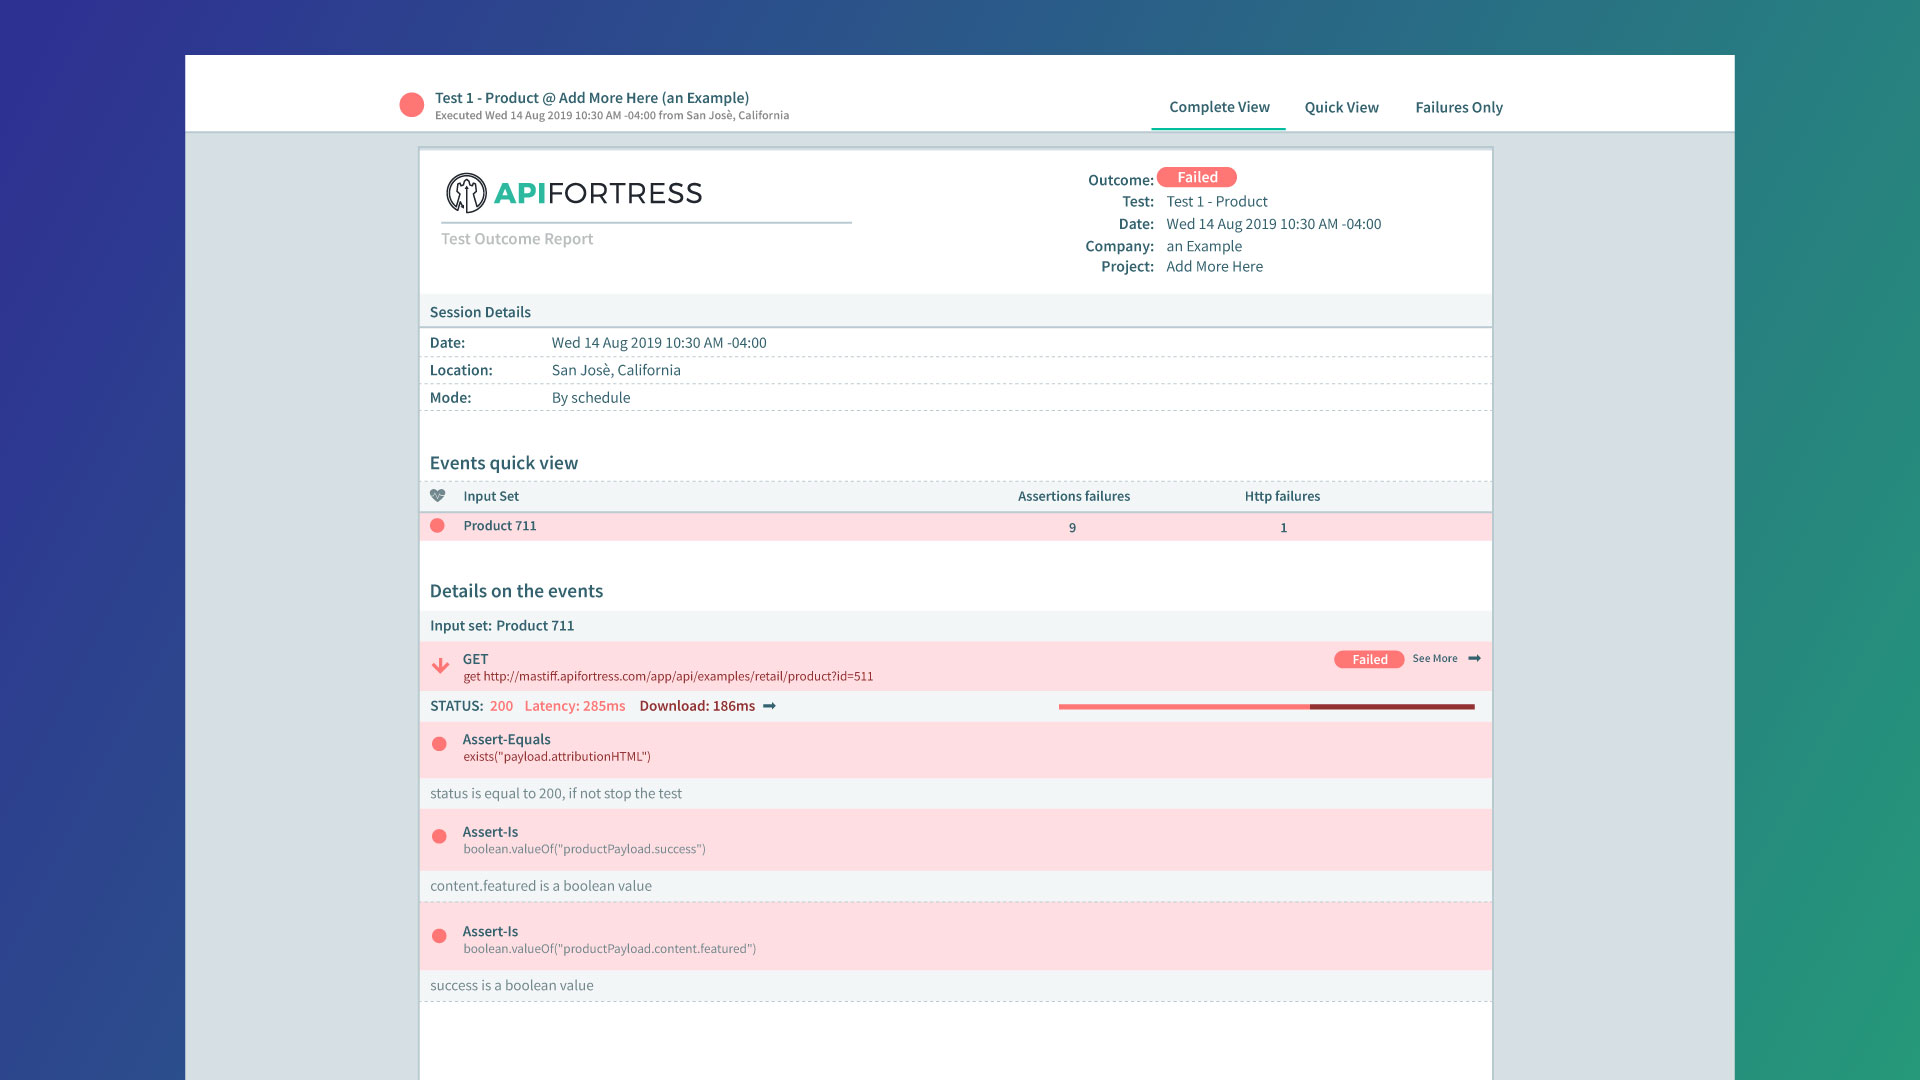 Test 1 - Product @ Add More Here (an Example)
Executed Wed 14 Aug 2019 10:30 AM -04:00 from San Josè, California
Complete View
Quick View
Failures Only
APIFORTRESS
Test Outcome Report
Outcome: Failed
Test: Test 1 - Product
Date: Wed 14 Aug 2019 10:30 AM -04:00
Company: an Example
Project: Add More Here
Session Details
Date: Wed 14 Aug 2019 10:30 AM -04:00
Location: San Josè, California
Mode: By schedule
Events quick view
Input Set Assertions failures Http failures
Product 711 9 1
Details on the events
Input set: Product 711
GET Failed See More
get http://mastiff.apifortress.com/app/api/examples/retail/product?id=511
STATUS: 200 Latency: 285ms Download: 186ms
Assert-Equals
exists("payload.attributionHTML")
status is equal to 200, if not stop the test
Assert-Is
boolean.valueOf("productPayload.success")
content.featured is a boolean value
Assert-Is
boolean.valueOf("productPayload.content.featured")
success is a boolean value